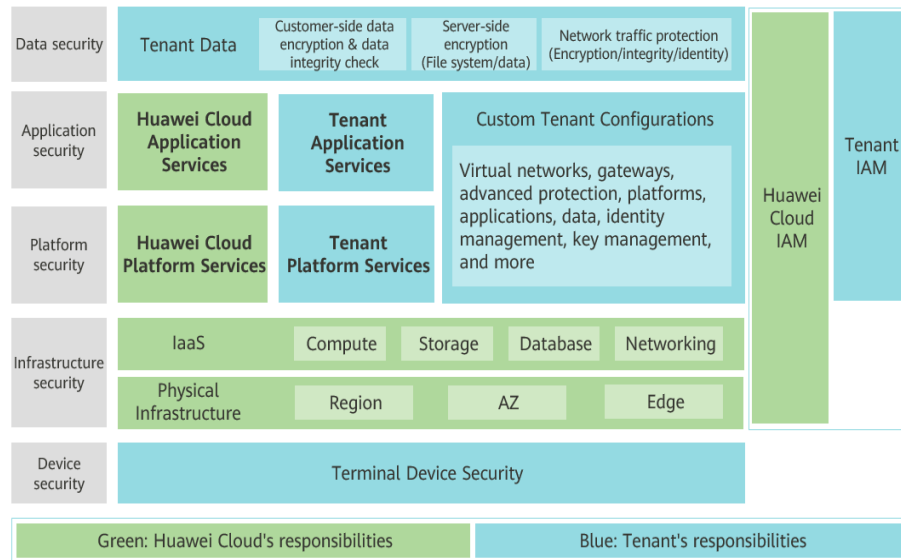 Data security
Tenant Data
Customer-side data
encryption & data
integrity check
Server-side
encryption
(File system/data)
Network traffic protection
(Encryption/integrity/identity)
Application
security
Huawei Cloud
Application
Services
Tenant
Application
Services
Custom Tenant Configurations
Virtual networks, gateways,
advanced protection, platforms,
applications, data, identity
management, key management,
and more
Platform
security
Huawei Cloud
Platform Services
Tenant
Platform Services
Huawei
Cloud
IAM
Tenant
IAM
Infrastructure
security
IaaS
Compute
Storage
Database
Networking
Physical
Infrastructure
Region
AZ
Edge
Device
security
Terminal Device Security
Green: Huawei Cloud's responsibilities
Blue: Tenant's responsibilities